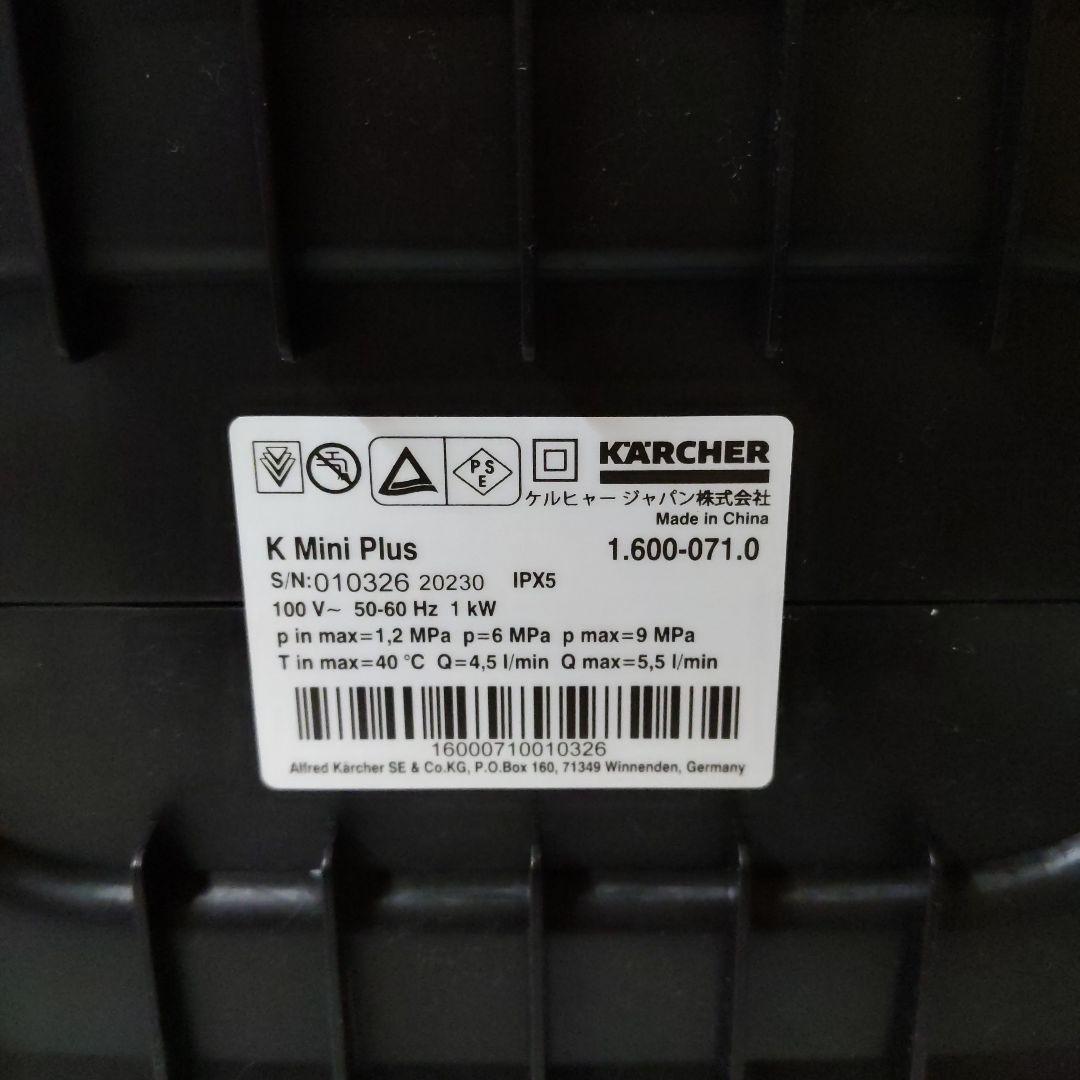 PSE
KÄRCHER
ケルヒャー ジャパン株式会社
Made in China
K Mini Plus 1.600-071.0
S/N:010326 20230 IPX5
100 V~ 50-60 Hz 1 kW
p in max=1,2 MPa p=6 MPa p max=9 MPa
T in max=40 °C Q=4,5 l/min Q max=5,5 l/min
16000710010326
Alfred Kärcher SE & Co.KG, P.O.Box 160, 71349 Winnenden, Germany